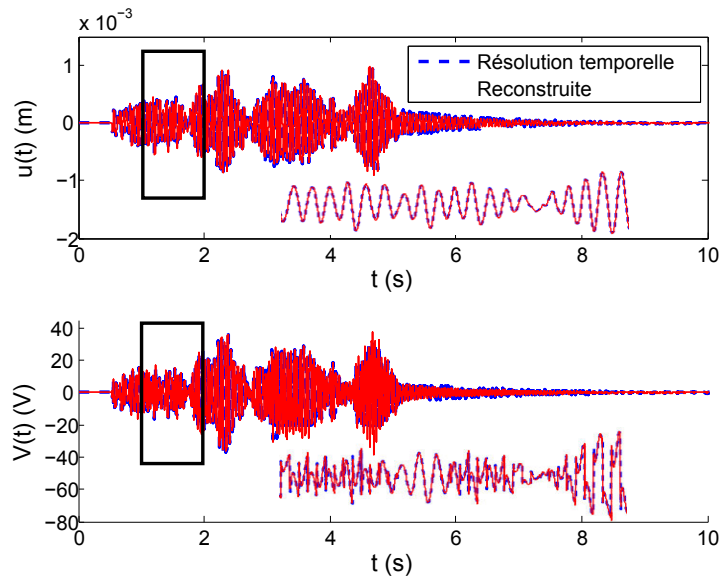 x 10⁻³
1
0
−1
−2
u(t) (m)
Résolution temporelle
Reconstruite
0 2 4 6 8 10
t (s)
40
20
0
−20
−40
−60
−80
V(t) (V)
0 2 4 6 8 10
t (s)